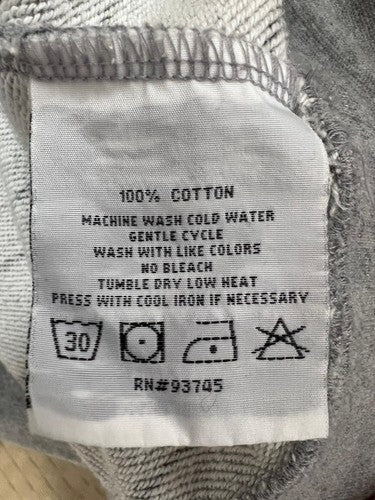 100% COTTON
MACHINE WASH COLD WATER
GENTLE CYCLE
WASH WITH LIKE COLORS
NO BLEACH
TUMBLE DRY LOW HEAT
PRESS WITH COOL IRON IF NECESSARY
30
RN#93745